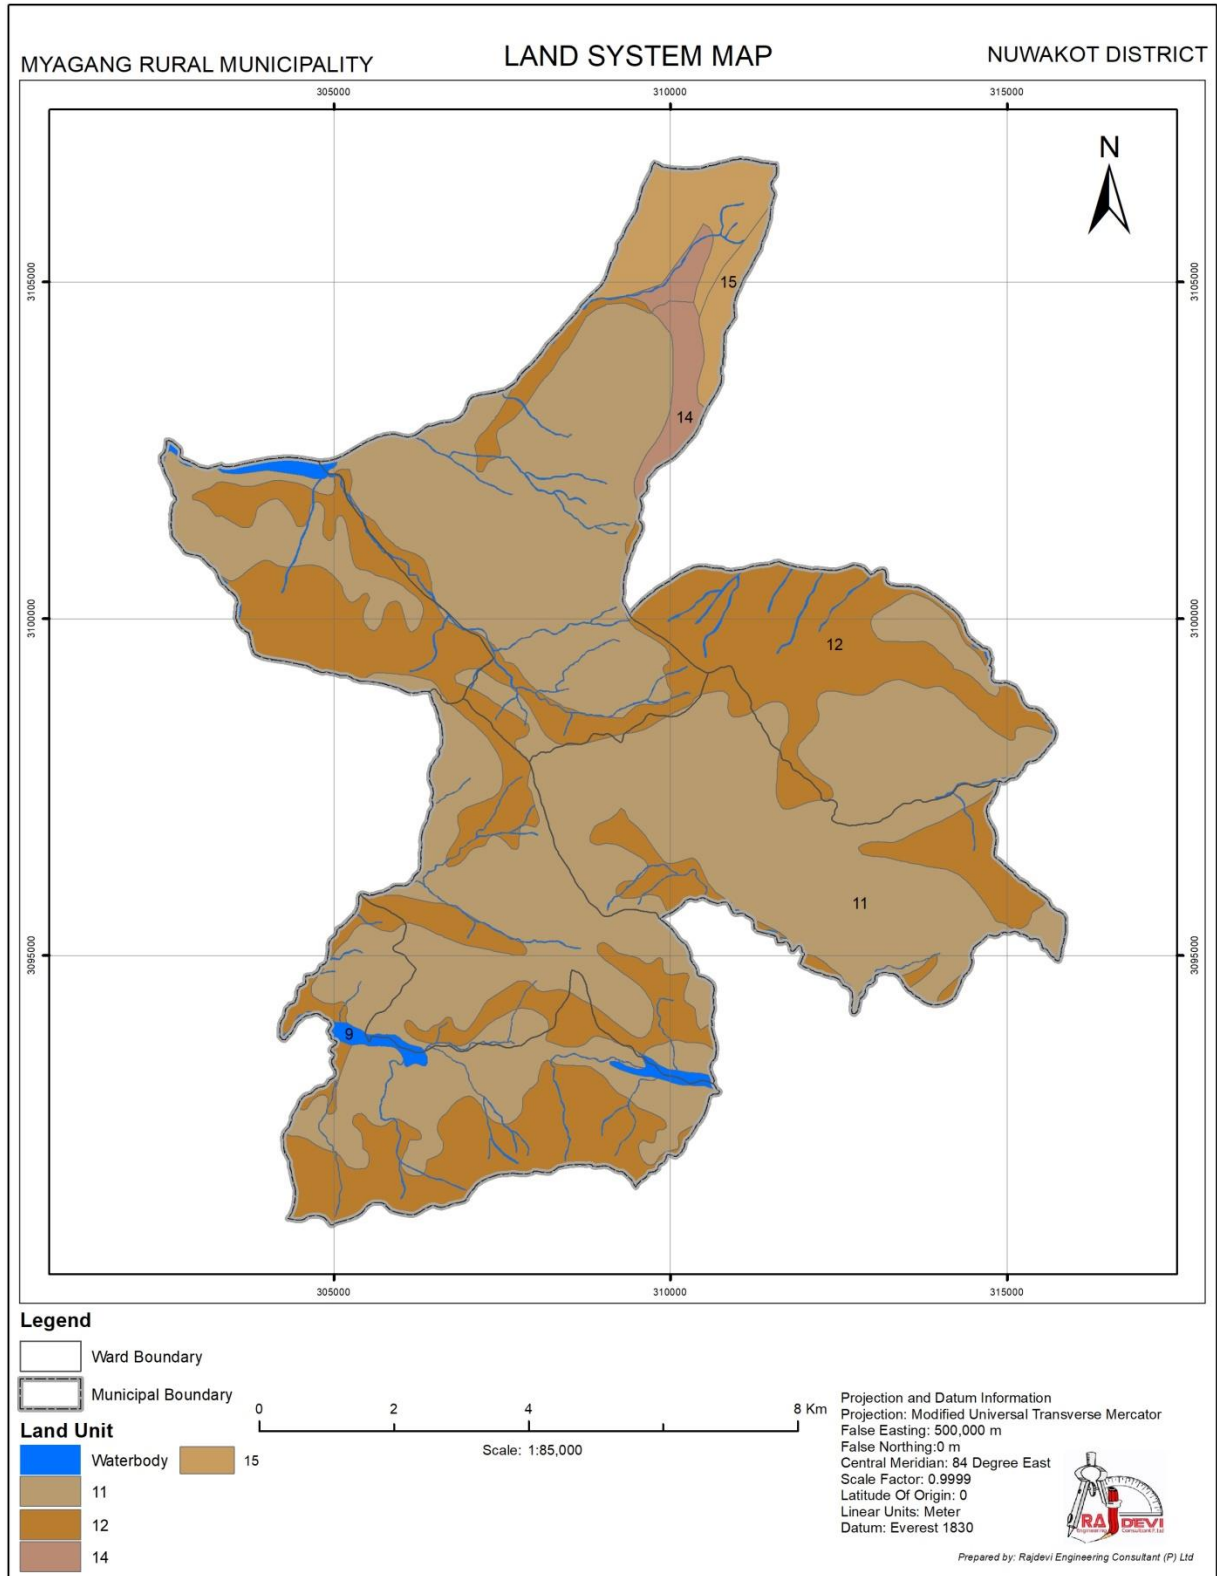 MYAGANG RURAL MUNICIPALITY
LAND SYSTEM MAP
NUWAKOT DISTRICT
305000
310000
315000
N
3105000
3105000
15
14
3100000
3100000
12
11
3095000
3095000
9
305000
310000
315000
Legend
Ward Boundary
Municipal Boundary
Land Unit
Waterbody
15
11
12
14
0 2 4 8 Km
Scale: 1:85,000
Projection and Datum Information
Projection: Modified Universal Transverse Mercator
False Easting: 500,000 m
False Northing:0 m
Central Meridian: 84 Degree East
Scale Factor: 0.9999
Latitude Of Origin: 0
Linear Units: Meter
Datum: Everest 1830
RAJDEVI
Engineering Consultant P. Ltd
Prepared by: Rajdevi Engineering Consultant (P) Ltd